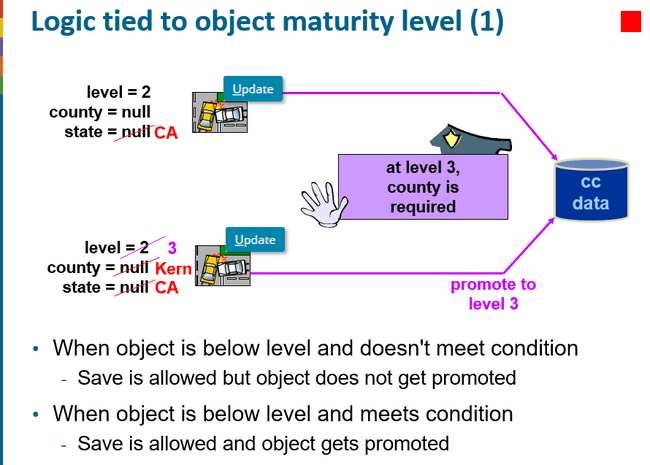 Logic tied to object maturity level (1)
level = 2
county = null
state = null CA
Update
at level 3,
county is
required
cc
data
level = 2 3
county = null Kern
state = null CA
Update
promote to
level 3
• When object is below level and doesn't meet condition
- Save is allowed but object does not get promoted
• When object is below level and meets condition
- Save is allowed and object gets promoted